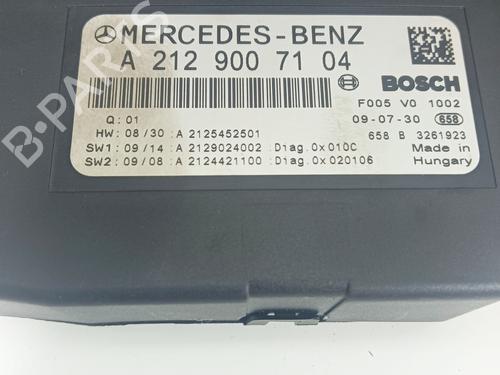 MERCEDES-BENZ
A 212 900 71 04
BOSCH
Q: 01
F005 V0 1002
09-07-30 658
HW: 08/30 :A 2125452501
658 B 3261923
SW1: 09/14 :A 2129024002 :Diag.0x010C
Made in
SW2: 09/08 :A 2124421100 :Diag.0x020106
Hungary
B-PARTS